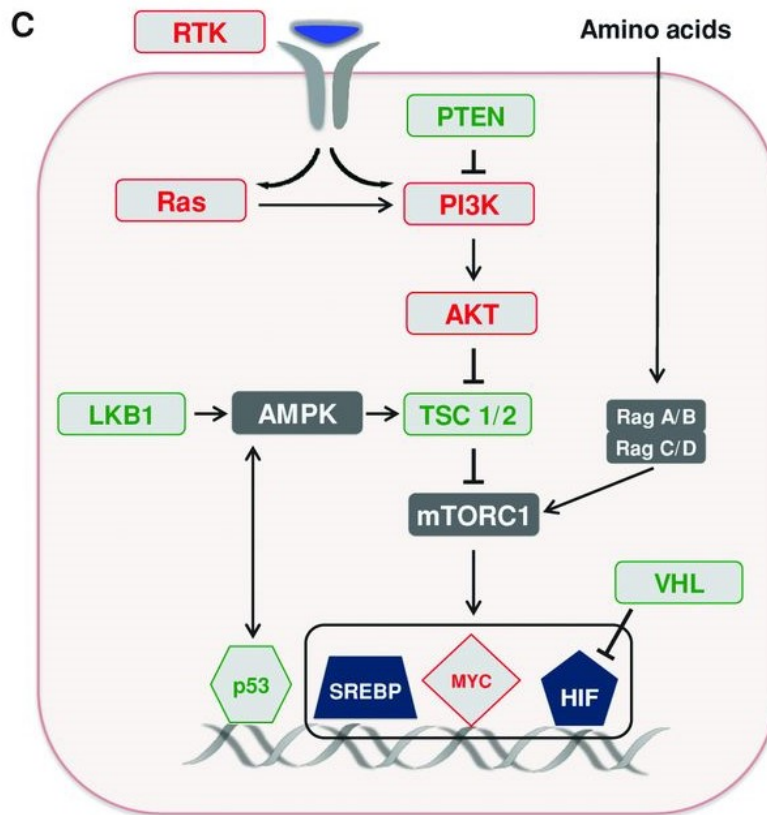 C
RTK
Amino acids
PTEN
Ras
PI3K
AKT
LKB1
AMPK
TSC 1/2
Rag A/B
Rag C/D
mTORC1
VHL
p53
SREBP
MYC
HIF